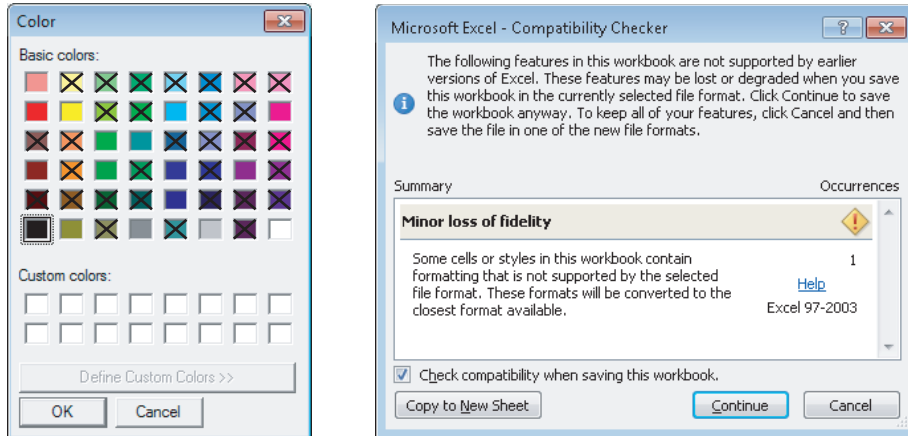 Color
Basic colors:
Custom colors:
Define Custom Colors >>
OK
Cancel
Microsoft Excel - Compatibility Checker
?
The following features in this workbook are not supported by earlier
versions of Excel. These features may be lost or degraded when you save
this workbook in the currently selected file format. Click Continue to save
the workbook anyway. To keep all of your features, click Cancel and then
save the file in one of the new file formats.
Summary
Occurrences
Minor loss of fidelity
Some cells or styles in this workbook contain
formatting that is not supported by the selected
file format. These formats will be converted to the
closest format available.
1
Help
Excel 97-2003
Check compatibility when saving this workbook.
Copy to New Sheet
Continue
Cancel